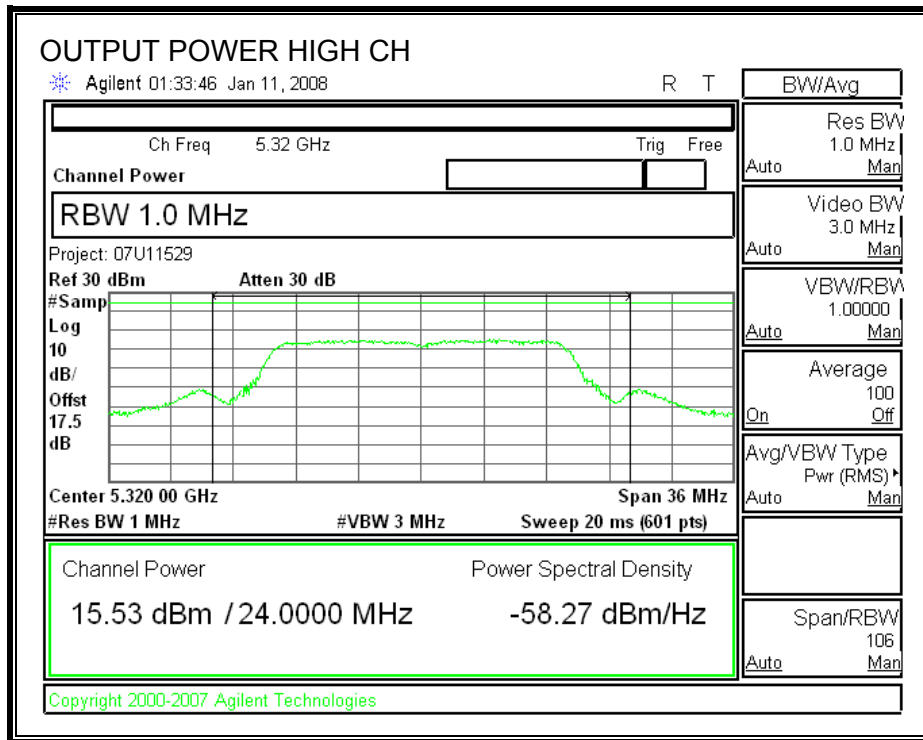 OUTPUT POWER HIGH CH
Agilent 01:33:46 Jan 11, 2008 R T
Ch Freq 5.32 GHz Trig Free
Channel Power
RBW 1.0 MHz
Project: 07U11529
Ref 30 dBm Atten 30 dB
#Samp
Log
10
dB/
Offst
17.5
dB
Center 5.320 00 GHz Span 36 MHz
#Res BW 1 MHz #VBW 3 MHz Sweep 20 ms (601 pts)
Channel Power Power Spectral Density
15.53 dBm / 24.0000 MHz -58.27 dBm/Hz
Copyright 2000-2007 Agilent Technologies
BW/Avg
Res BW
1.0 MHz
Auto Man
Video BW
3.0 MHz
Auto Man
VBW/RBW
1.00000
Auto Man
Average
100
On Off
Avg/VBW Type
Pwr (RMS)
Auto Man
Span/RBW
106
Auto Man